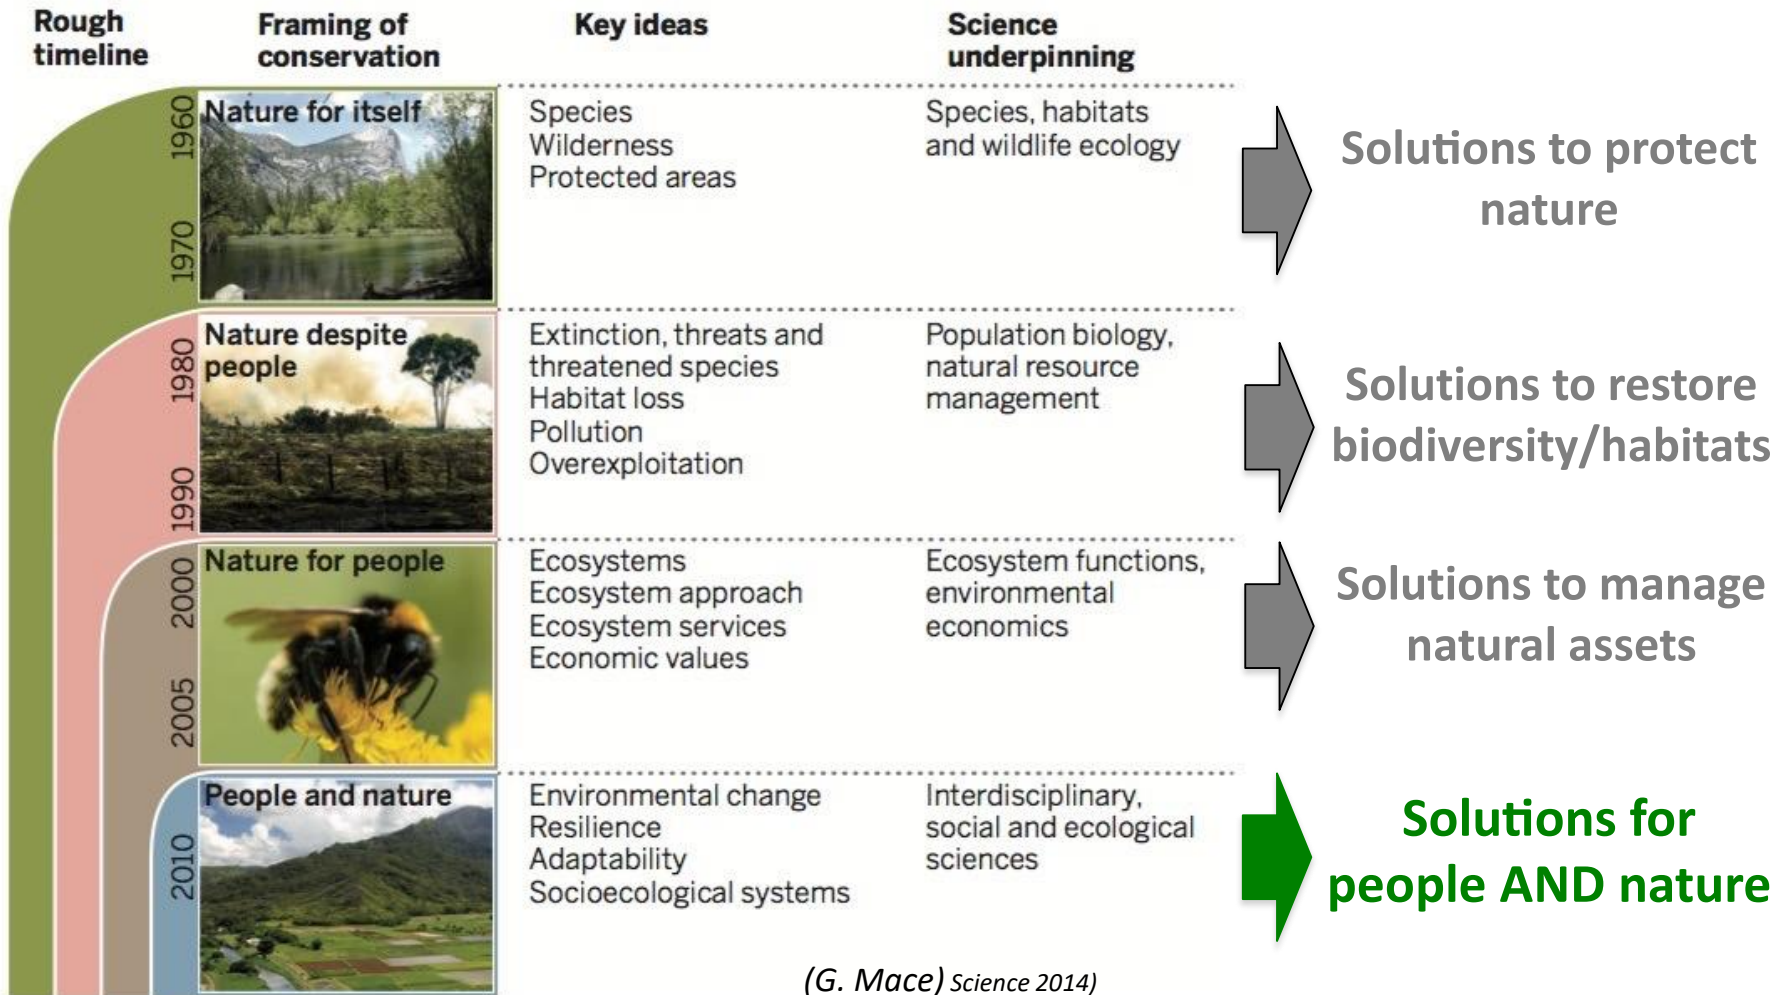 Rough
timeline
Framing of
conservation
Key ideas
Science
underpinning
1960
1970
Nature for itself
Species
Wilderness
Protected areas
Species, habitats
and wildlife ecology
Solutions to protect
nature
1980
1990
Nature despite
people
Extinction, threats and
threatened species
Habitat loss
Pollution
Overexploitation
Population biology,
natural resource
management
Solutions to restore
biodiversity/habitats
2000
2005
Nature for people
Ecosystems
Ecosystem approach
Ecosystem services
Economic values
Ecosystem functions,
environmental
economics
Solutions to manage
natural assets
2010
People and nature
Environmental change
Resilience
Adaptability
Socioecological systems
Interdisciplinary,
social and ecological
sciences
Solutions for
people AND nature
(G. Mace) Science 2014)